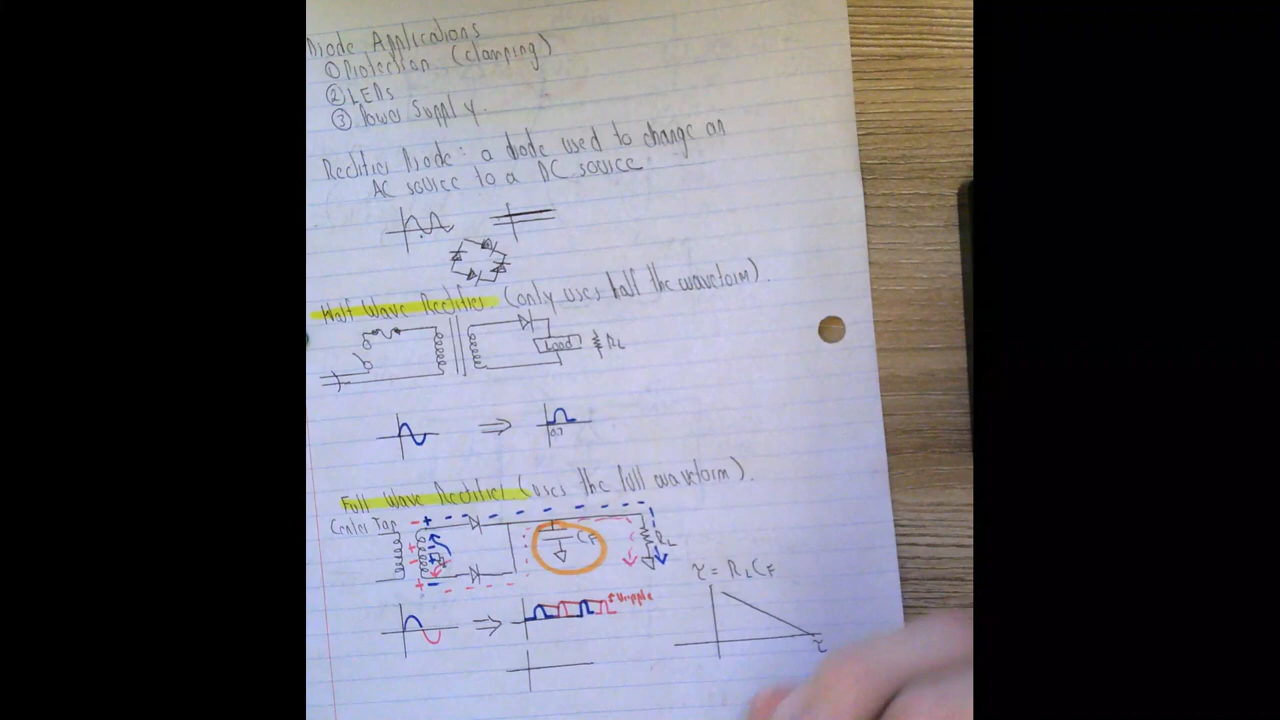 Diode Applications
① Protection (clamping)
② LEDs
③ Power Supply.
Rectifier Diode: a diode used to change an
AC source to a DC source
Half Wave Rectifier (only uses half the waveform).
Load RL
0.7
Full Wave Rectifier (uses the full waveform).
Center Tap
- +
CF
RL
+ -
τ = RLCF
Vripple
τ